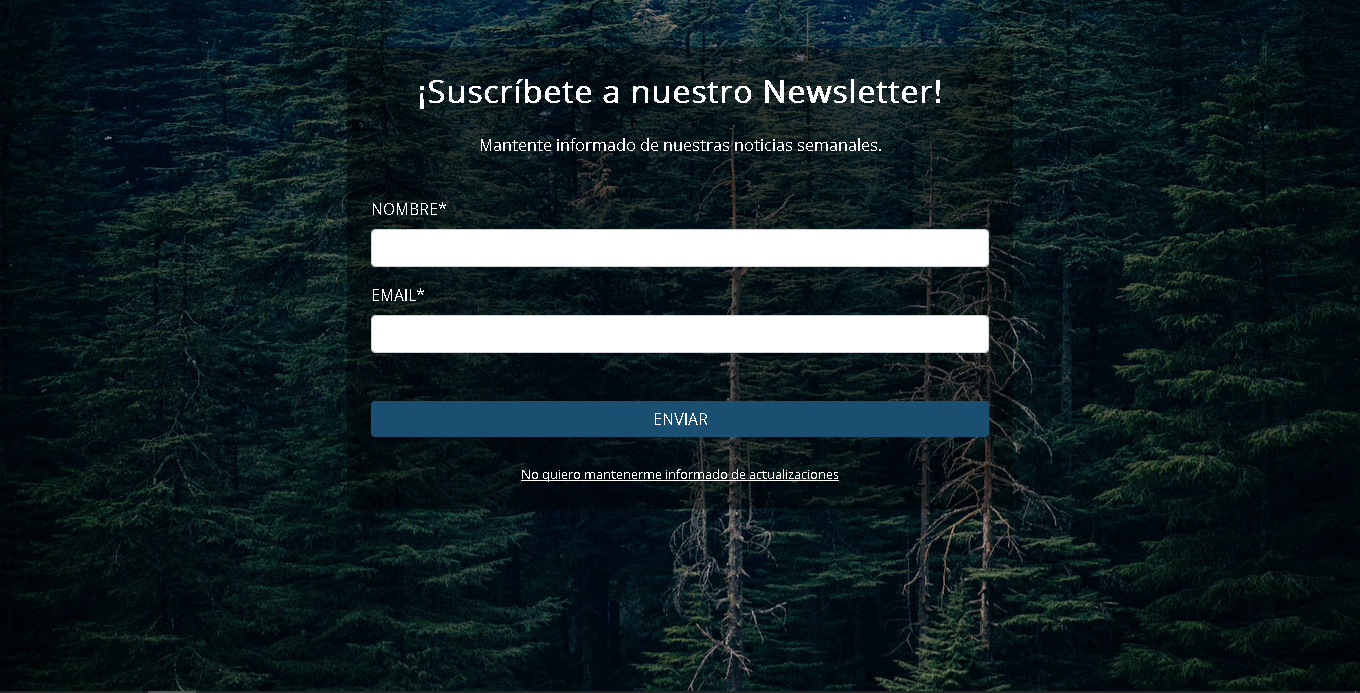 ¡Suscríbete a nuestro Newsletter!
Mantente informado de nuestras noticias semanales.
NOMBRE*
EMAIL*
ENVIAR
No quiero mantenerme informado de actualizaciones